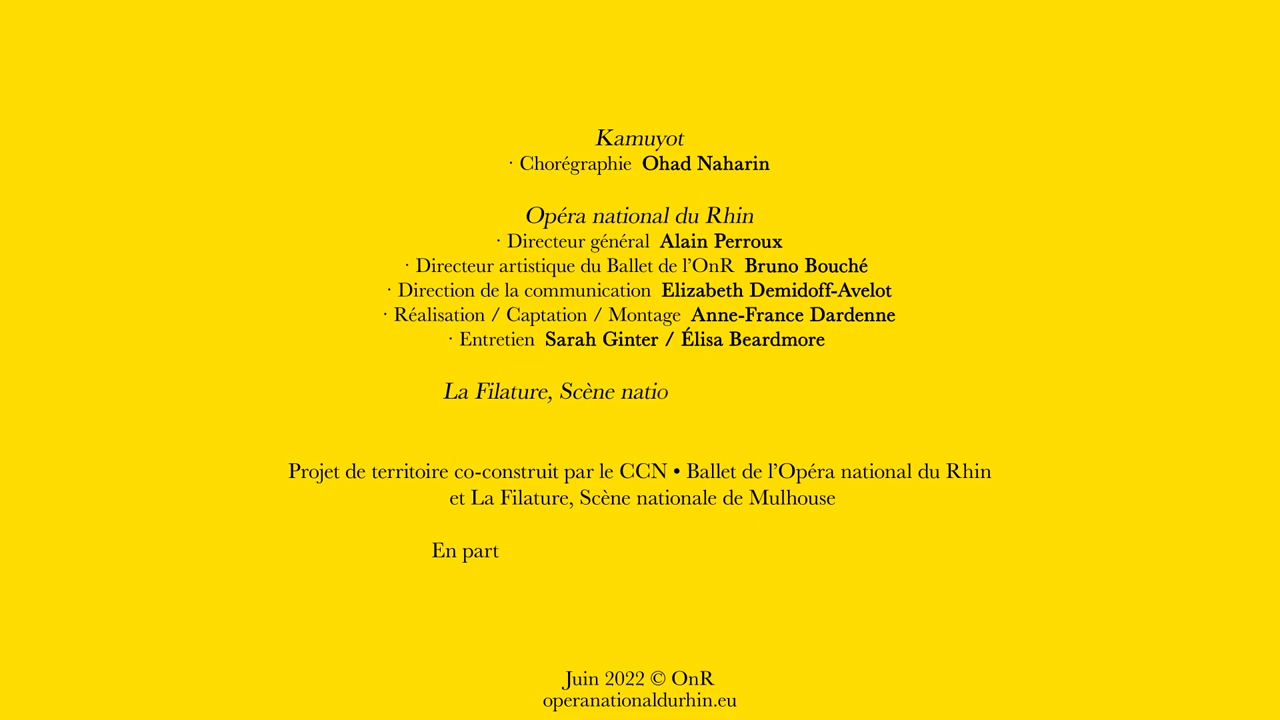 Kamuyot
· Chorégraphie Ohad Naharin
Opéra national du Rhin
· Directeur général Alain Perroux
· Directeur artistique du Ballet de l’OnR Bruno Bouché
· Direction de la communication Elizabeth Demidoff-Avelot
· Réalisation / Captation / Montage Anne-France Dardenne
· Entretien Sarah Ginter / Élisa Beardmore
La Filature, Scène natio
Projet de territoire co-construit par le CCN • Ballet de l’Opéra national du Rhin
et La Filature, Scène nationale de Mulhouse
En part
Juin 2022 © OnR
operanationaldurhin.eu